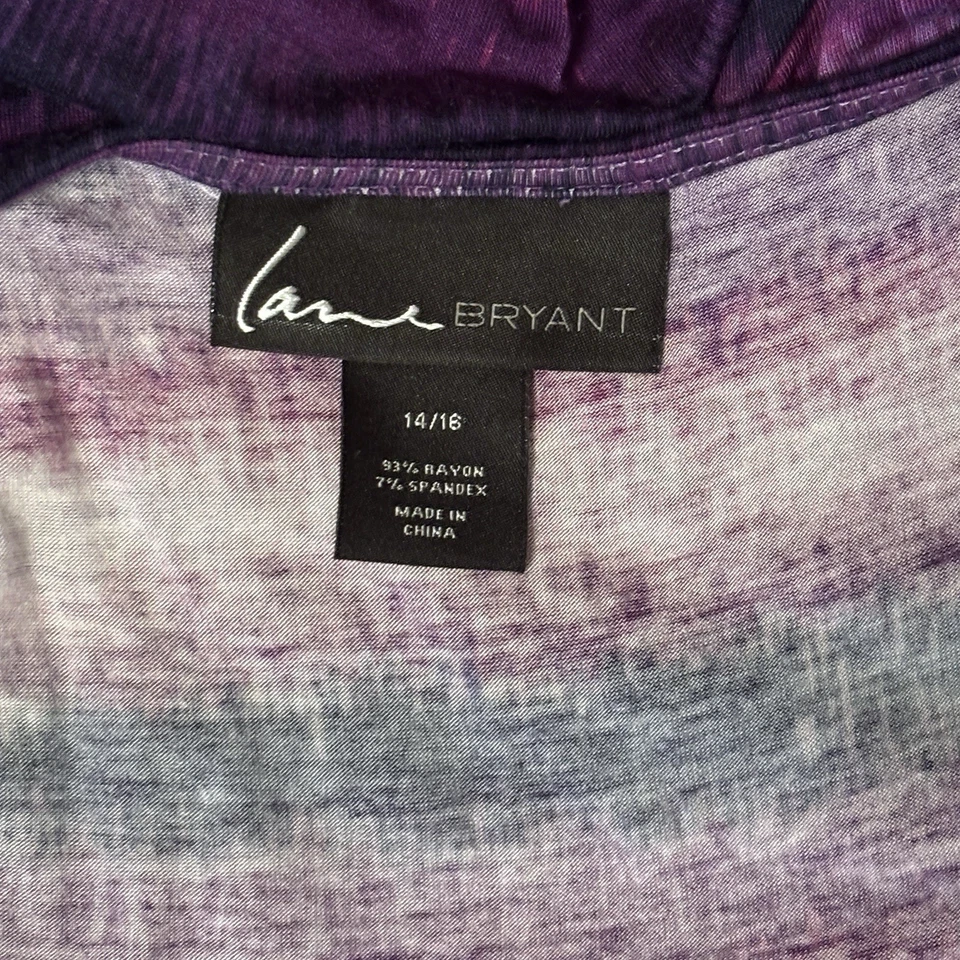 lane BRYANT
14/16
93% RAYON
7% SPANDEX
MADE IN
CHINA